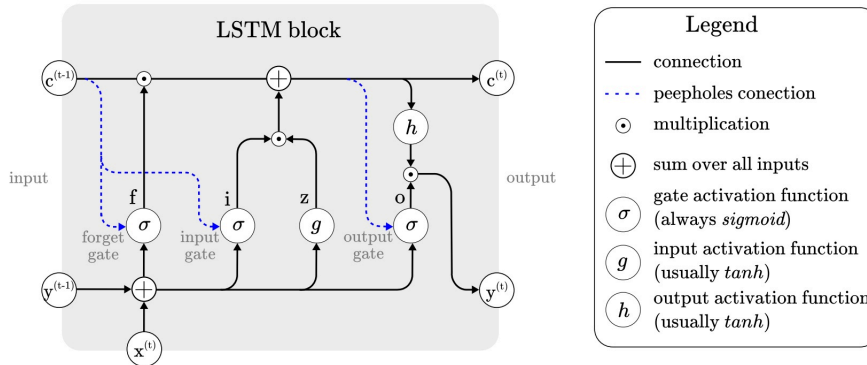 LSTM block
c(t-1)
c(t)
h
input
output
f
i
z
o
σ
σ
g
σ
forget
gate
input
gate
output
gate
y(t-1)
y(t)
x(t)
Legend
connection
peepholes conection
multiplication
sum over all inputs
σ
gate activation function
(always sigmoid)
g
input activation function
(usually tanh)
h
output activation function
(usually tanh)